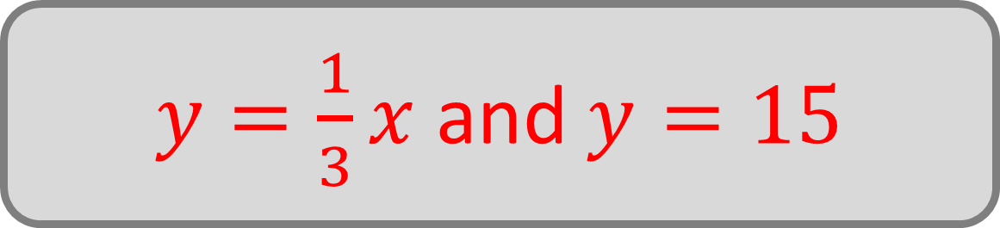 y = 1/3 x and y = 15